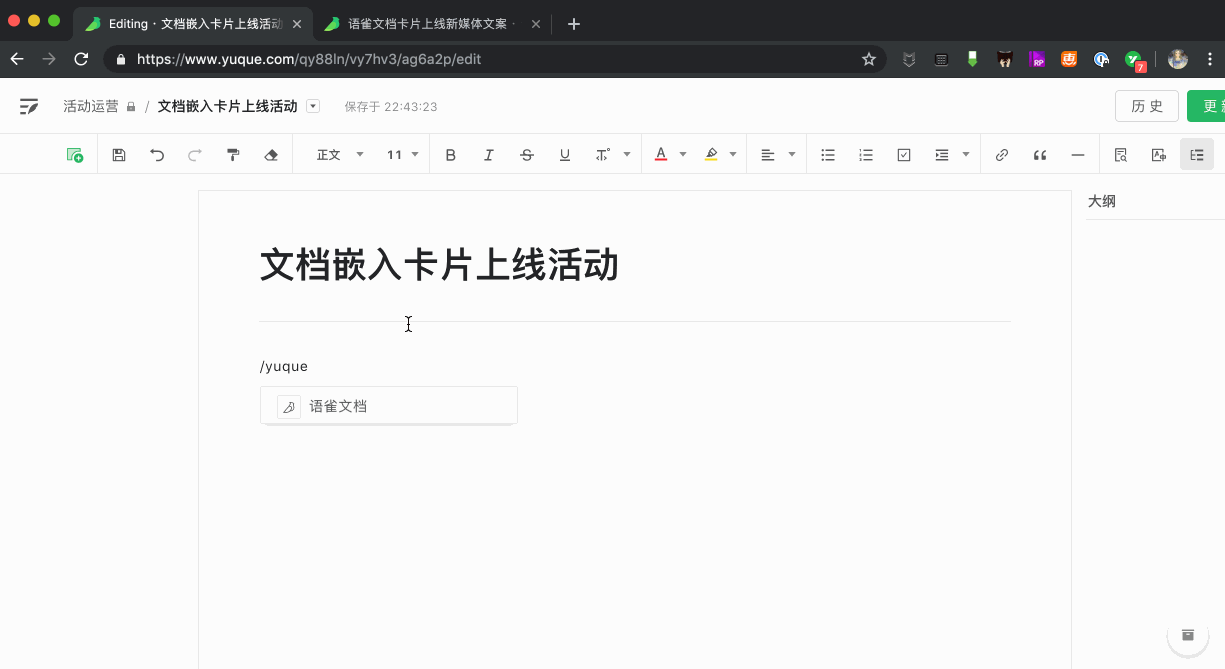 Editing · 文档嵌入卡片上线活动
语雀文档卡片上线新媒体文案 ·
https://www.yuque.com/qy88ln/vy7hv3/ag6a2p/edit
RP
惠
7
活动运营 / 文档嵌入卡片上线活动 保存于 22:43:23
历 史
更
正文 11 B I S U T A
大纲
文档嵌入卡片上线活动
/yuque
语雀文档